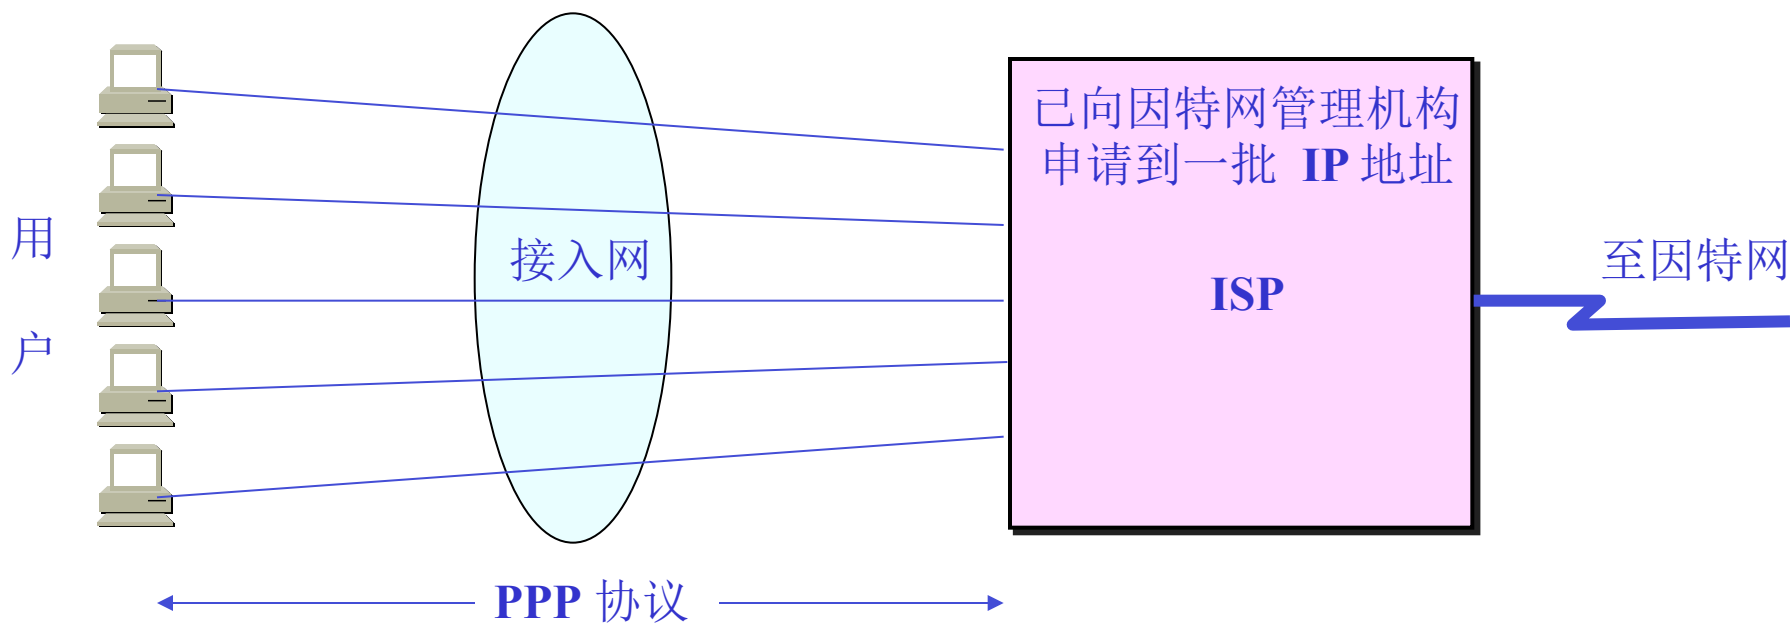 已向因特网管理机构
申请到一批 IP 地址
用
户
接入网
ISP
至因特网
PPP 协议